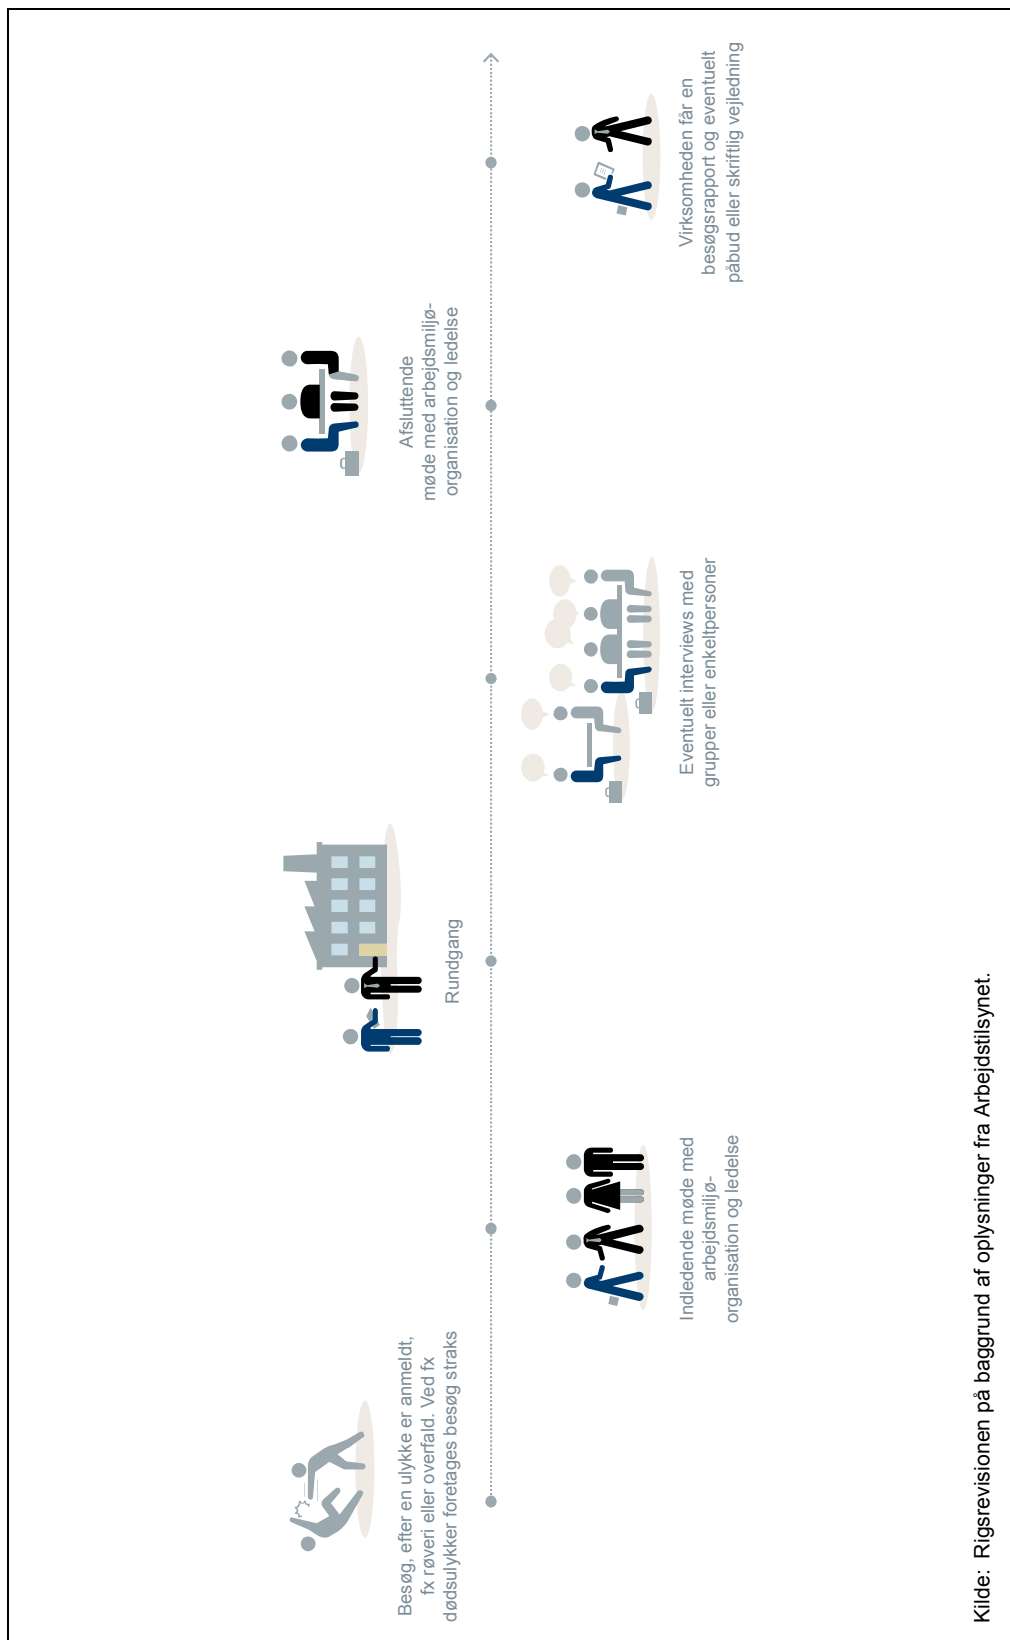 Besøg, efter en ulykke er anmeldt,
fx røveri eller overfald. Ved fx
dødsulykker foretages besøg straks
Indledende møde med
arbejdsmiljø-
organisation og ledelse
Rundgang
Eventuelt interviews med
grupper eller enkeltpersoner
Afsluttende
møde med arbejdsmiljø-
organisation og ledelse
Virksomheden får en
besøgsrapport og eventuelt
påbud eller skriftlig vejledning
Kilde: Rigsrevisionen på baggrund af oplysninger fra Arbejdstilsynet.